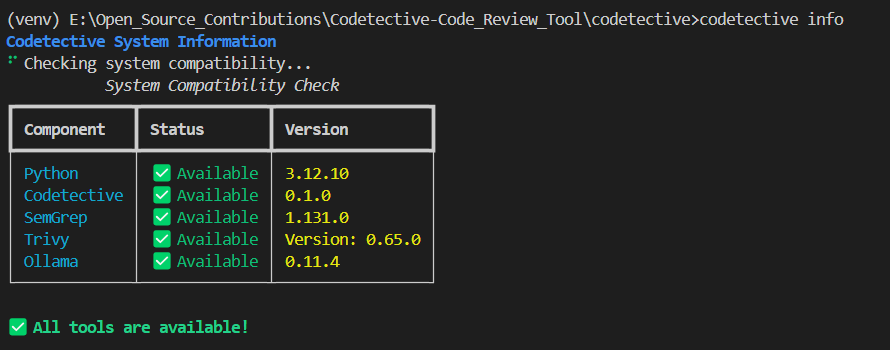 (venv) E:\Open_Source_Contributions\Codetective-Code_Review_Tool\codetective>codetective info
Codetective System Information
Checking system compatibility...
System Compatibility Check
Component Status Version
Python ✅ Available 3.12.10
Codetective ✅ Available 0.1.0
SemGrep ✅ Available 1.131.0
Trivy ✅ Available Version: 0.65.0
Ollama ✅ Available 0.11.4
✅ All tools are available!